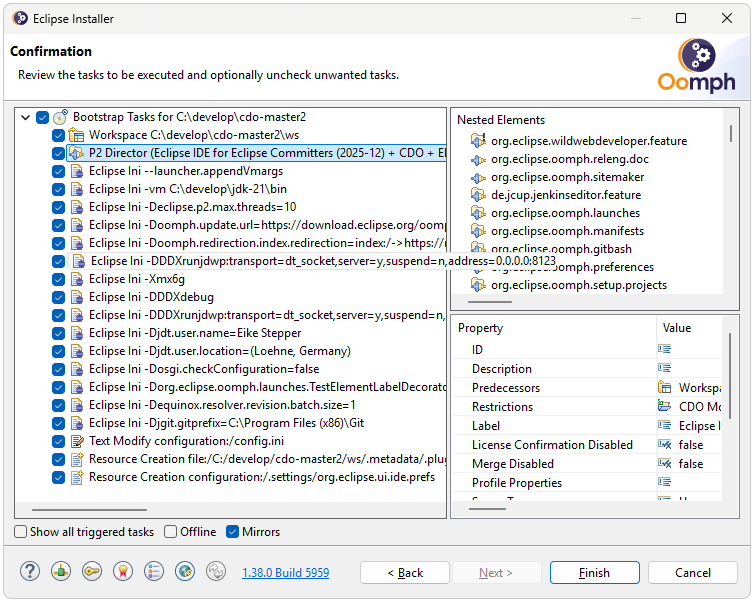 Eclipse Installer
Confirmation
Review the tasks to be executed and optionally uncheck unwanted tasks.
Oomph
Bootstrap Tasks for C:\develop\cdo-master2
Workspace C:\develop\cdo-master2\ws
P2 Director (Eclipse IDE for Eclipse Committers (2025-12) + CDO +
Eclipse Ini --launcher.appendVmargs
Eclipse Ini -vm C:\develop\jdk-21\bin
Eclipse Ini -Declipse.p2.max.threads=10
Eclipse Ini -Doomph.update.url=https://download.eclipse.org/oomp
Eclipse Ini -Doomph.redirection.index.redirection=index:/->https://
Eclipse Ini -DDDXrunjdwp:transport=dt_socket,server=y,suspend=n,address=0.0.0.0:8123
Eclipse Ini -Xmx6g
Eclipse Ini -DDDXdebug
Eclipse Ini -DDDXrunjdwp:transport=dt_socket,server=y,suspend=n,
Eclipse Ini -Djdt.user.name=Eike Stepper
Eclipse Ini -Djdt.user.location=(Loehne, Germany)
Eclipse Ini -Dosgi.checkConfiguration=false
Eclipse Ini -Dorg.eclipse.oomph.launches.TestElementLabelDecorato
Eclipse Ini -Dequinox.resolver.revision.batch.size=1
Eclipse Ini -Djgit.gitprefix=C:\Program Files (x86)\Git
Text Modify configuration:/config.ini
Resource Creation file:/C:/develop/cdo-master2/ws/.metadata/.plug
Resource Creation configuration:/.settings/org.eclipse.ui.ide.prefs
Nested Elements
org.eclipse.wildwebdeveloper.feature
org.eclipse.oomph.releng.doc
org.eclipse.oomph.sitemaker
de.jcup.jenkinseditor.feature
org.eclipse.oomph.launches
org.eclipse.oomph.manifests
org.eclipse.oomph.gitbash
org.eclipse.oomph.preferences
org.eclipse.oomph.setup.projects
Property Value
ID
Description
Predecessors Workspa
Restrictions CDO Mo
Label Eclipse I
License Confirmation Disabled false
Merge Disabled false
Profile Properties
Show all triggered tasks Offline Mirrors
1.38.0 Build 5959
< Back Next > Finish Cancel